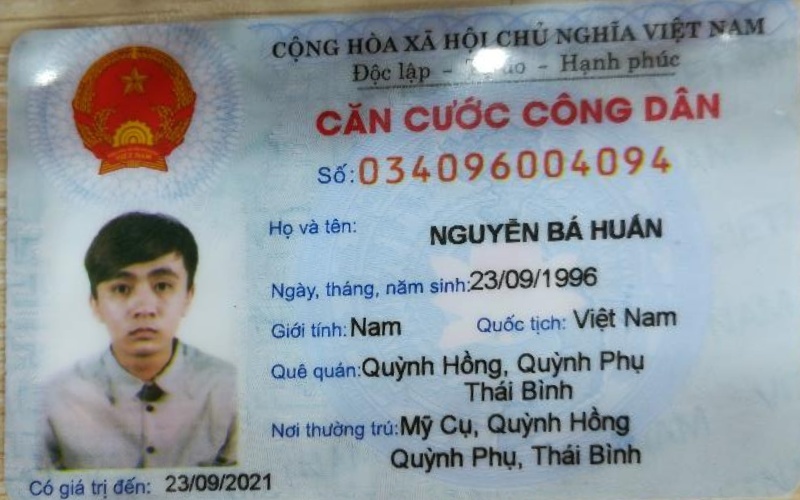 CỘNG HÒA XÃ HỘI CHỦ NGHĨA VIỆT NAM
Độc lập - - Hạnh phúc
CĂN CƯỚC CÔNG DÂN
Số: 034096004094
Họ và tên: NGUYỄN BÁ HUẤN
Ngày, tháng, năm sinh: 23/09/1996
Giới tính: Nam Quốc tịch: Việt Nam
Quê quán: Quỳnh Hồng, Quỳnh Phụ
Thái Bình
Nơi thường trú: Mỹ Cụ, Quỳnh Hồng
Quỳnh Phụ, Thái Bình
Có giá trị đến: 23/09/2021